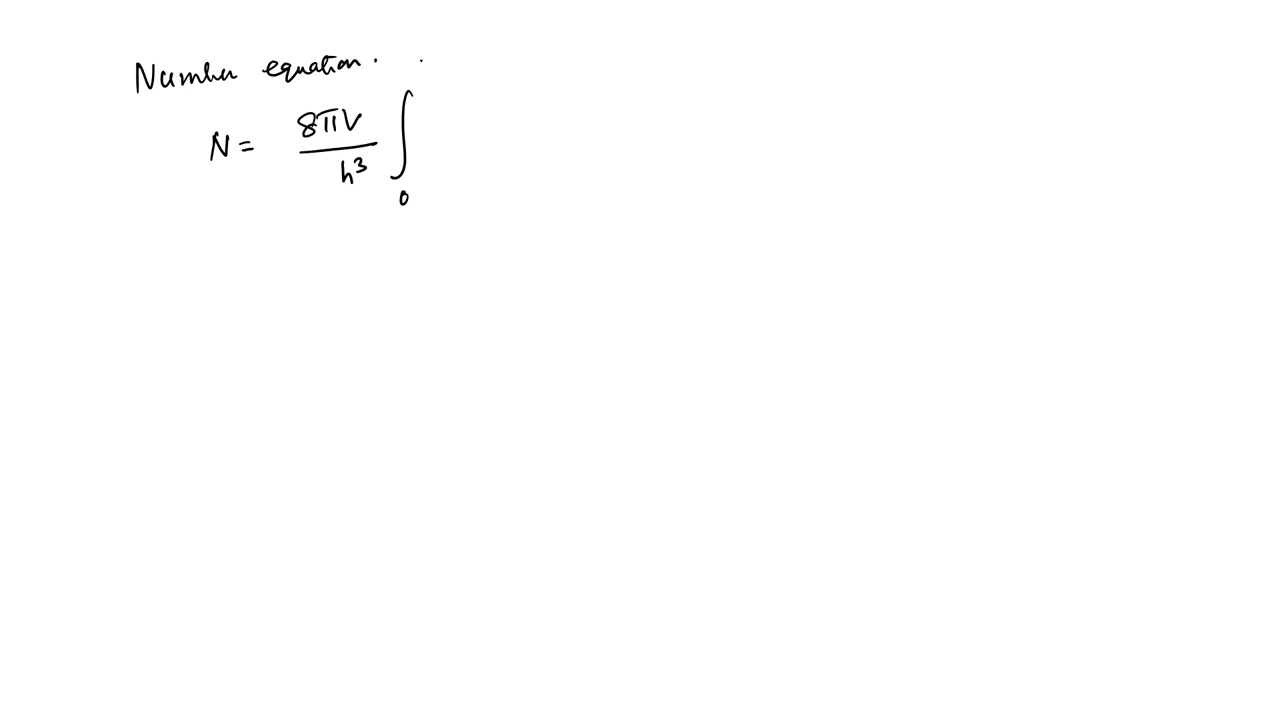 Number equation.
N = 8πV / h³ ∫₀